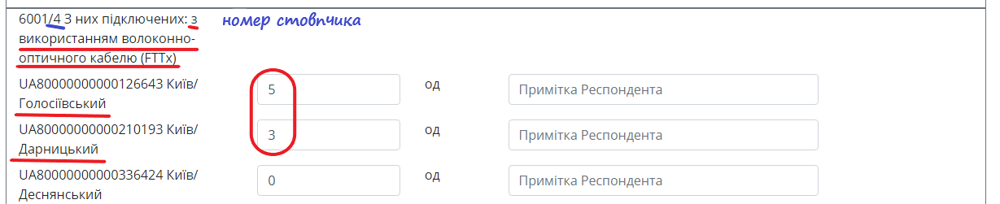 6001/4 З них підключених: з
використанням волоконно-
оптичного кабелю (FTTx)
номер стовпчика
UA80000000000126643 Київ/
Голосіївський
5
од
Примітка Респондента
UA80000000000210193 Київ/
Дарницький
3
од
Примітка Респондента
UA80000000000336424 Київ/
Деснянський
0
од
Примітка Респондента